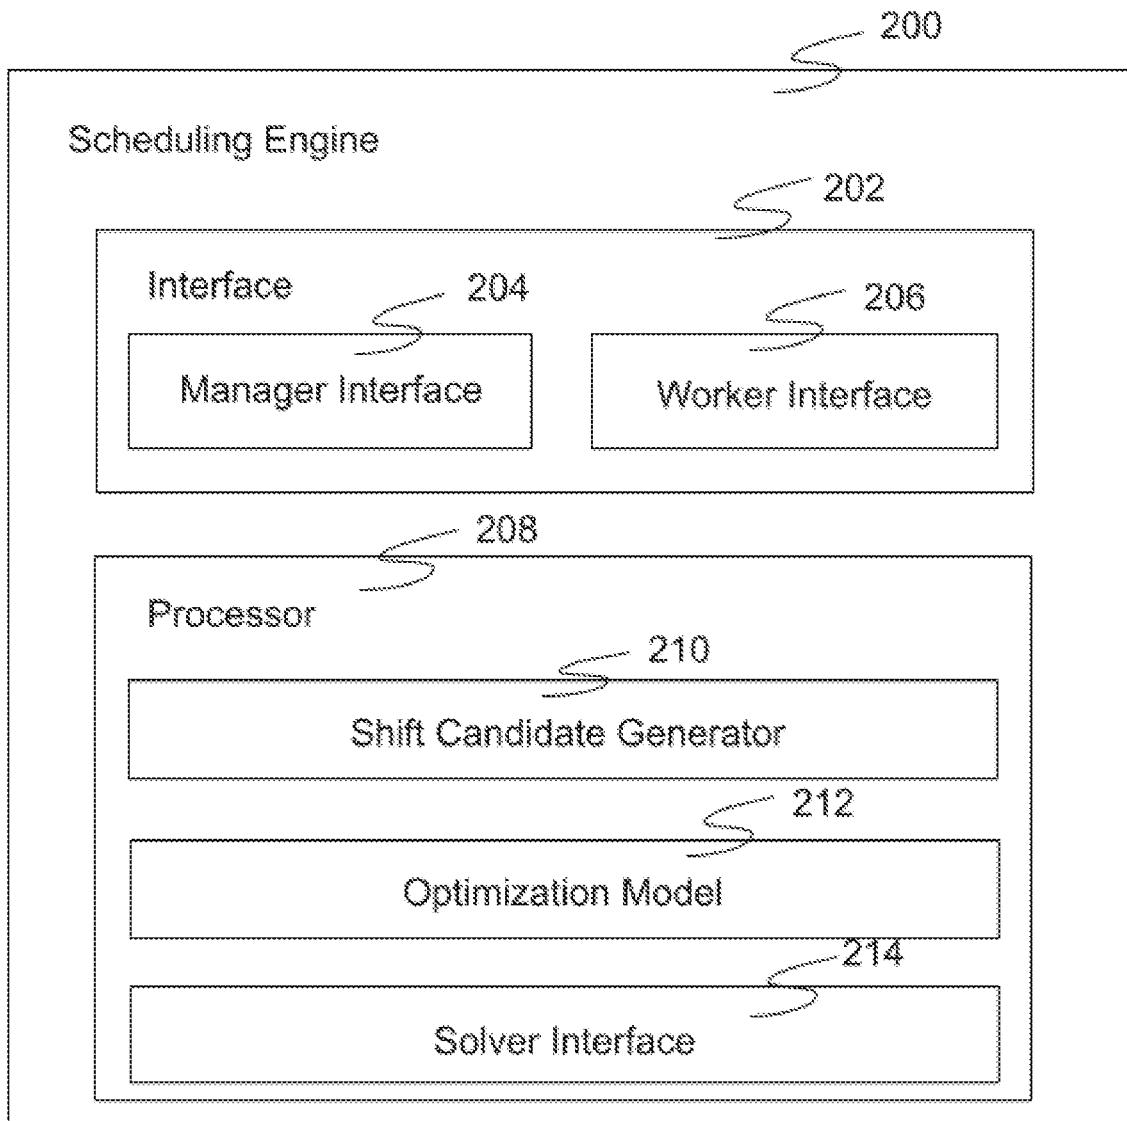 200
Scheduling Engine
202
Interface
204
206
Manager Interface
Worker Interface
208
Processor
210
Shift Candidate Generator
212
Optimization Model
214
Solver Interface